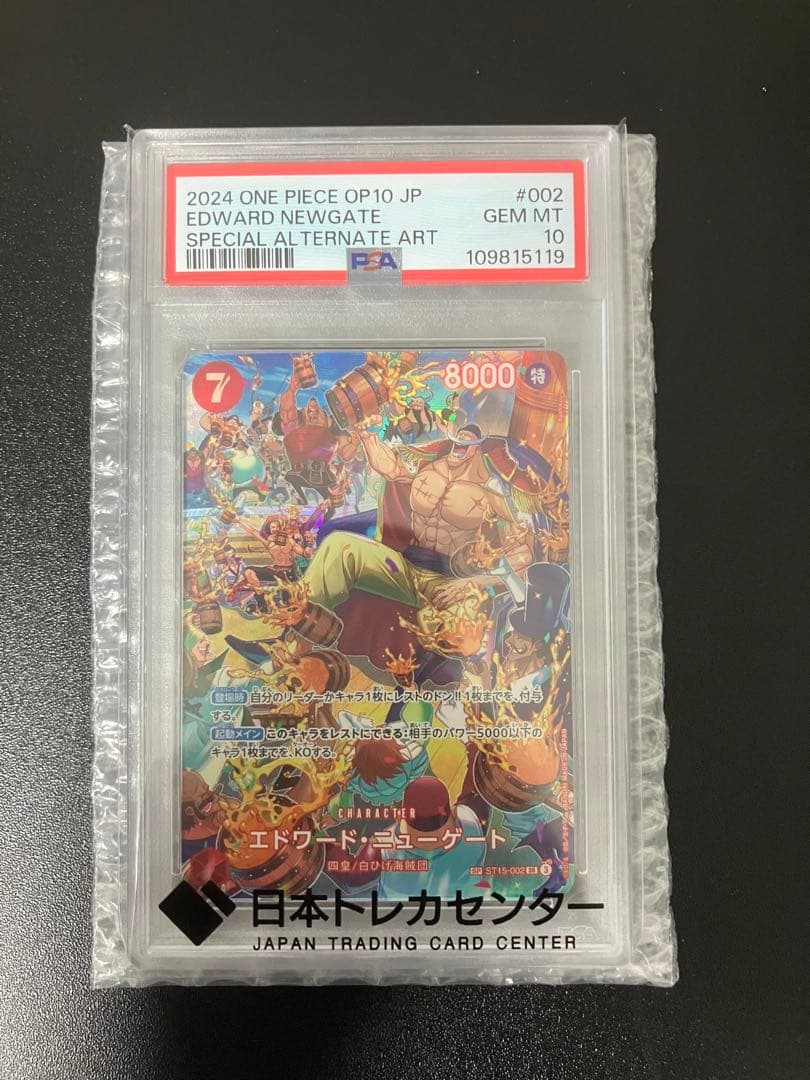 2024 ONE PIECE OP10 JP #002
EDWARD NEWGATE GEM MT
SPECIAL ALTERNATE ART 10
PSA 109815119
7 8000 特
登場時 自分のリーダーかキャラ1枚にレストのドン!!1枚までを、付与
する。
起動メイン このキャラをレストにできる:相手のパワー5000以下の
キャラ1枚までを、KOする。
CHARACTER
エドワード・ニューゲート
四皇/白ひげ海賊団
SP ST15-002 SR 3
日本トレカセンター
JAPAN TRADING CARD CENTER